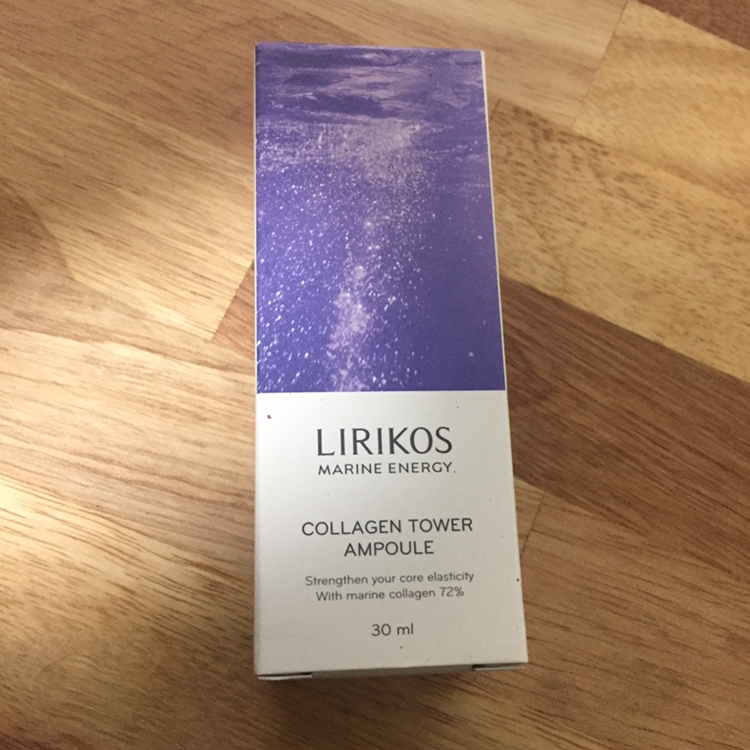 LIRIKOS
MARINE ENERGY.
COLLAGEN TOWER
AMPOULE
Strengthen your core elasticity
With marine collagen 72%
30 ml